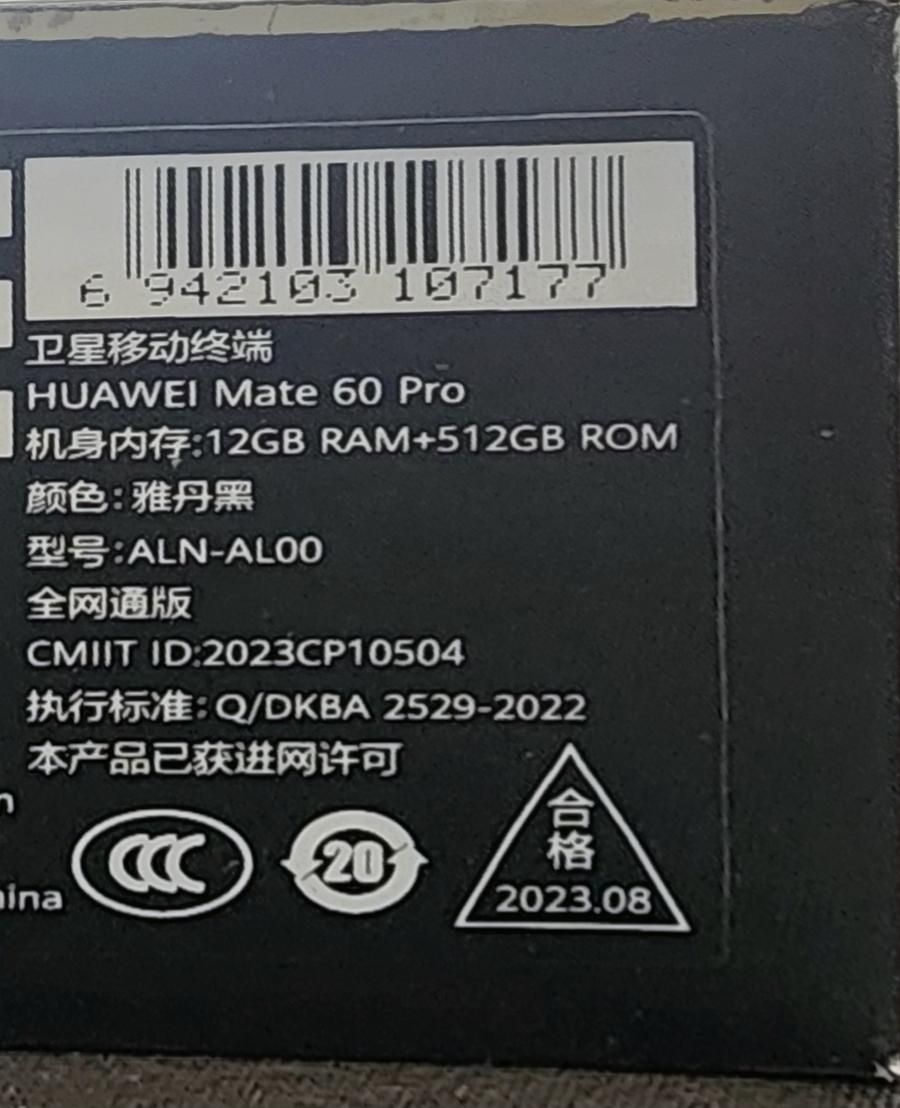 6 942103 107177
卫星移动终端
HUAWEI Mate 60 Pro
机身内存:12GB RAM+512GB ROM
颜色:雅丹黑
型号:ALN-AL00
全网通版
CMIIT ID:2023CP10504
执行标准:Q/DKBA 2529-2022
本产品已获进网许可
CCC
20
合
格
2023.08